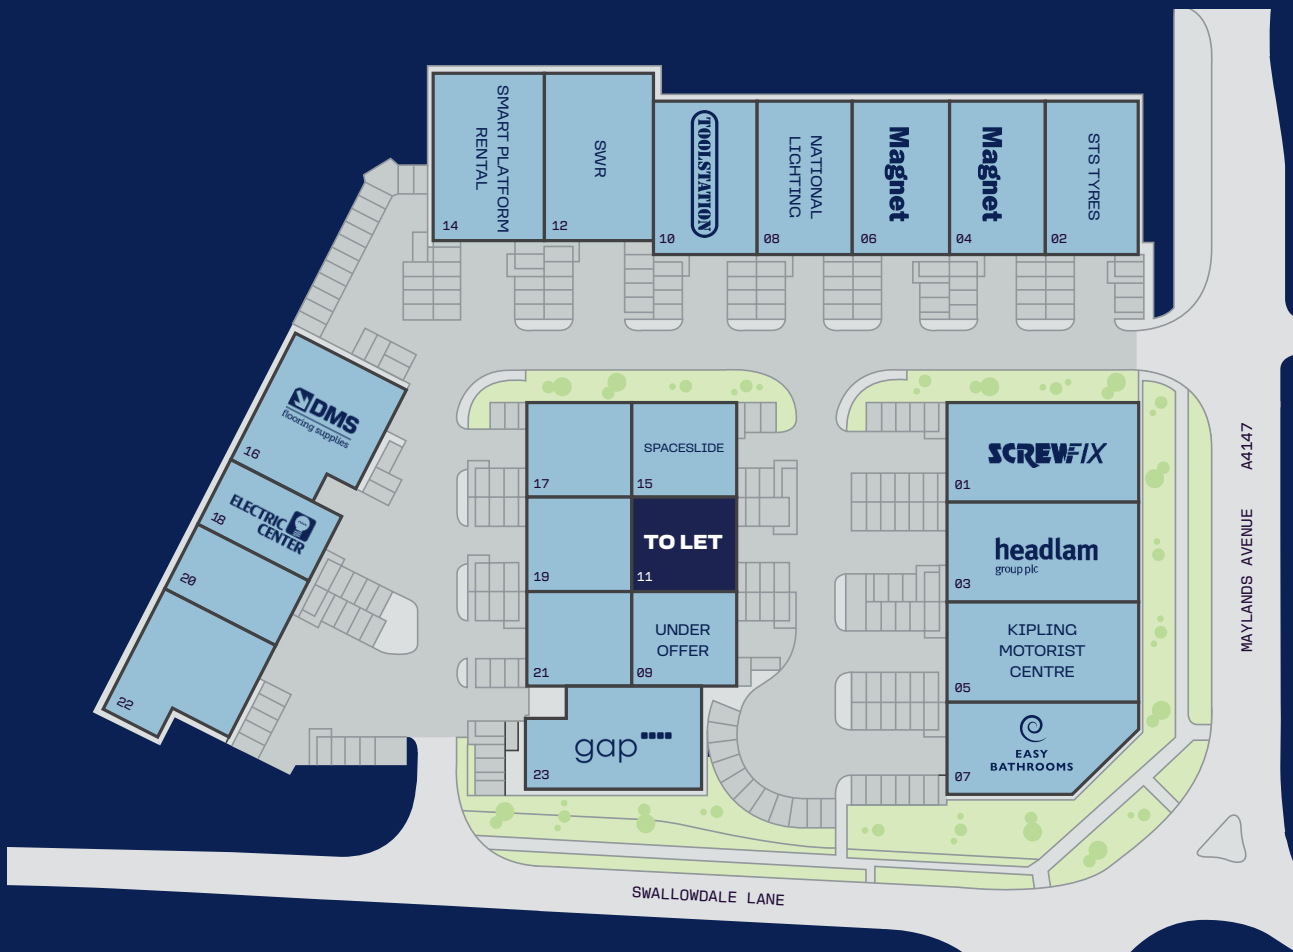 SMART PLATFORM
RENTAL
14
SWR
12
TOOLSTATION
10
NATIONAL
LIGHTING
08
Magnet
06
Magnet
04
STS TYRES
02
DMS
flooring supplies
16
ELECTRIC
CENTER
18
20
22
17
SPACESLIDE
15
19
TO LET
11
21
UNDER
OFFER
09
gap
23
SCREWFIX
01
headlam
group plc
03
KIPLING
MOTORIST
CENTRE
05
EASY
BATHROOMS
07
MAYLANDS AVENUE A4147
SWALLOWDALE LANE